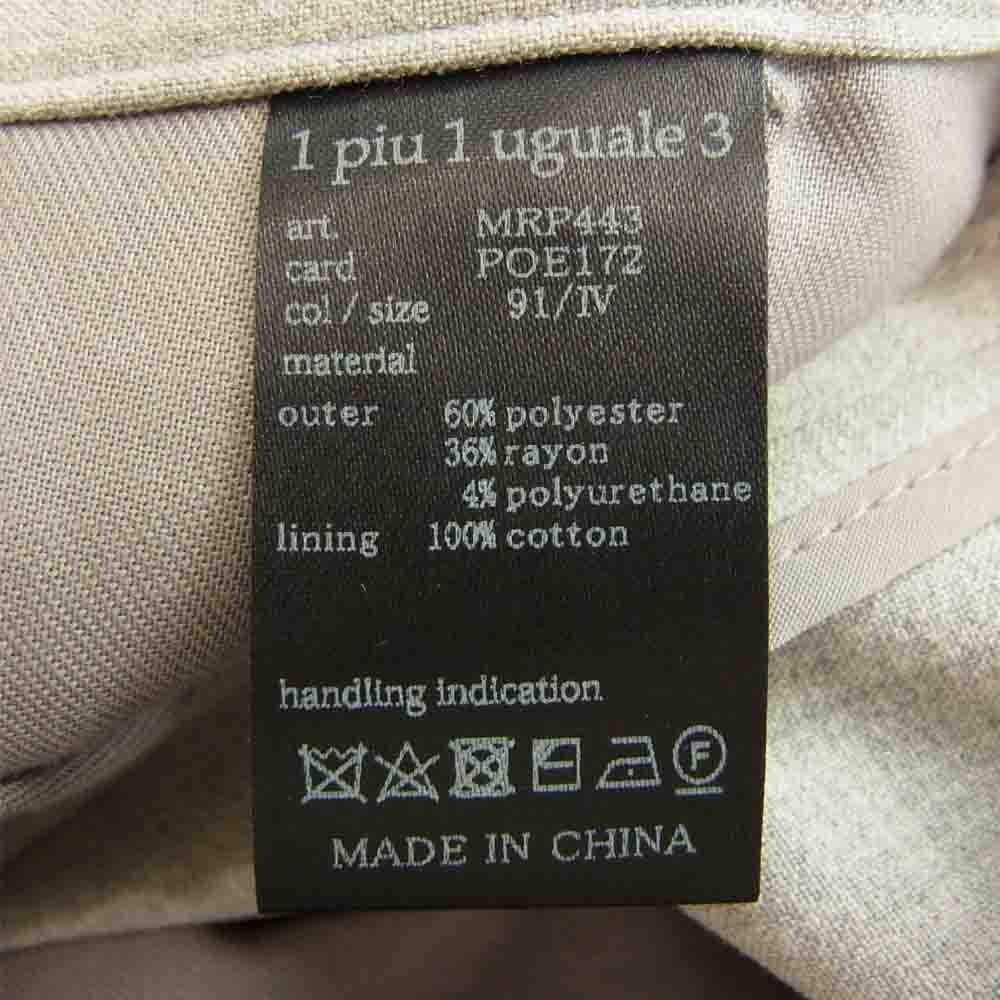 1 piu 1 uguale 3
art. MRP443
card POE172
col / size 91/IV
material
outer 60% polyester
36% rayon
4% polyurethane
lining 100% cotton
handling indication
F
MADE IN CHINA